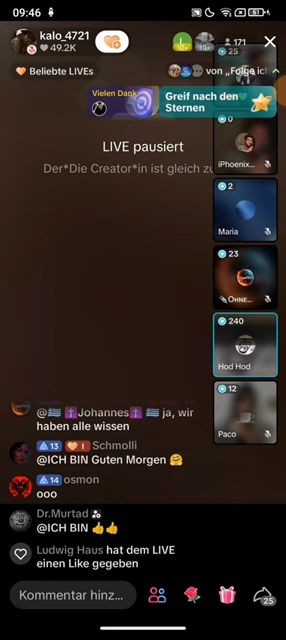 09:46
kalo_4721
49.2K
171
Beliebte LIVEs
von „Folge ich
25
Vielen Dank
Greif nach den
Sternen
LIVE pausiert
Der*Die Creator*in ist gleich zu
0
iPhoenix...
2
Maria
23
240
Hod Hod
12
Paco
@🇬🇷✝️Johannes✝️🇬🇷 ja, wir
haben alle wissen
13 I Schmolli
@ICH BIN Guten Morgen 🤗
14 osmon
ooo
Dr.Murtad
@ICH BIN 👍👍
Ludwig Haus hat dem LIVE
einen Like gegeben
Kommentar hinz...
25